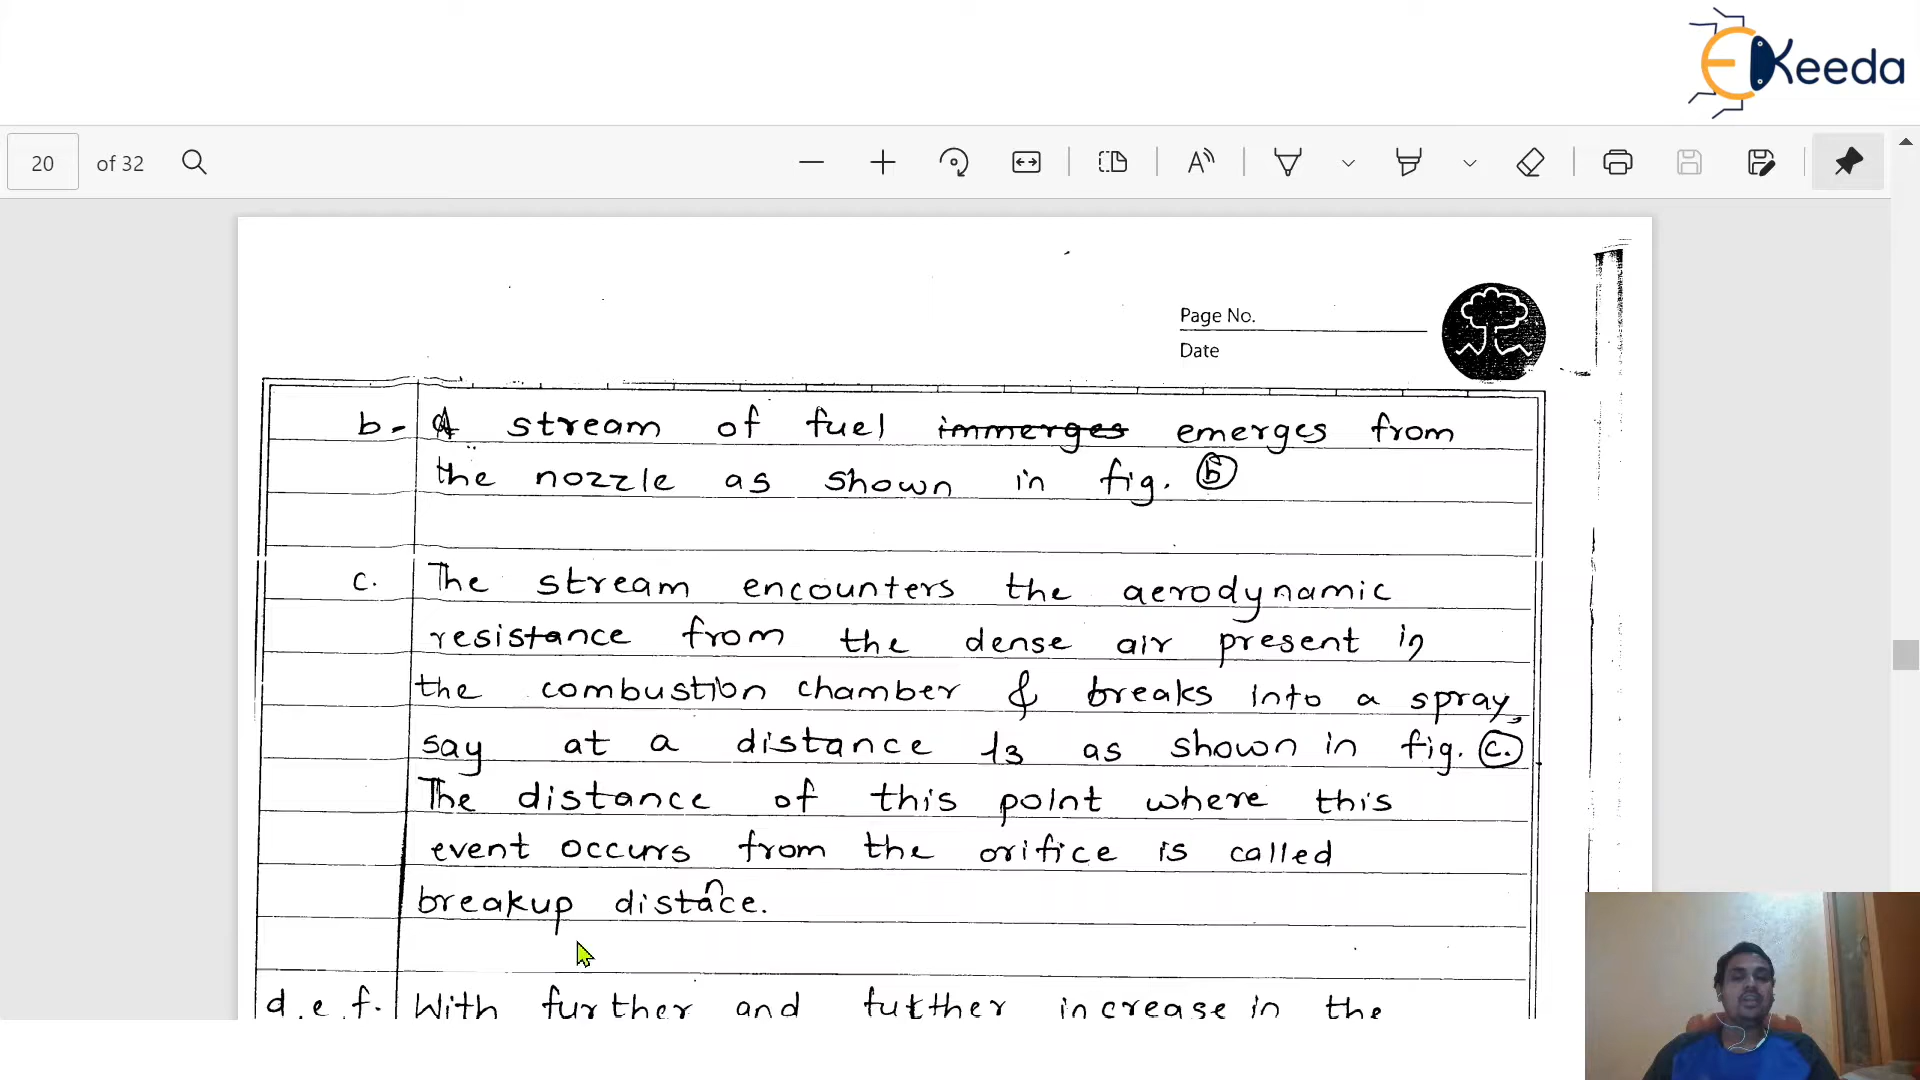 EKeeda
20 of 32
Page No.
Date
b- A stream of fuel immerges emerges from
the nozzle as shown in fig. b
c. The stream encounters the aerodynamic
resistance from the dense air present in
the combustion chamber & breaks into a spray,
say at a distance l3 as shown in fig. c.
The distance of this point where this
event occurs from the orifice is called
breakup distance.
d.e.f. With further and further increase in the